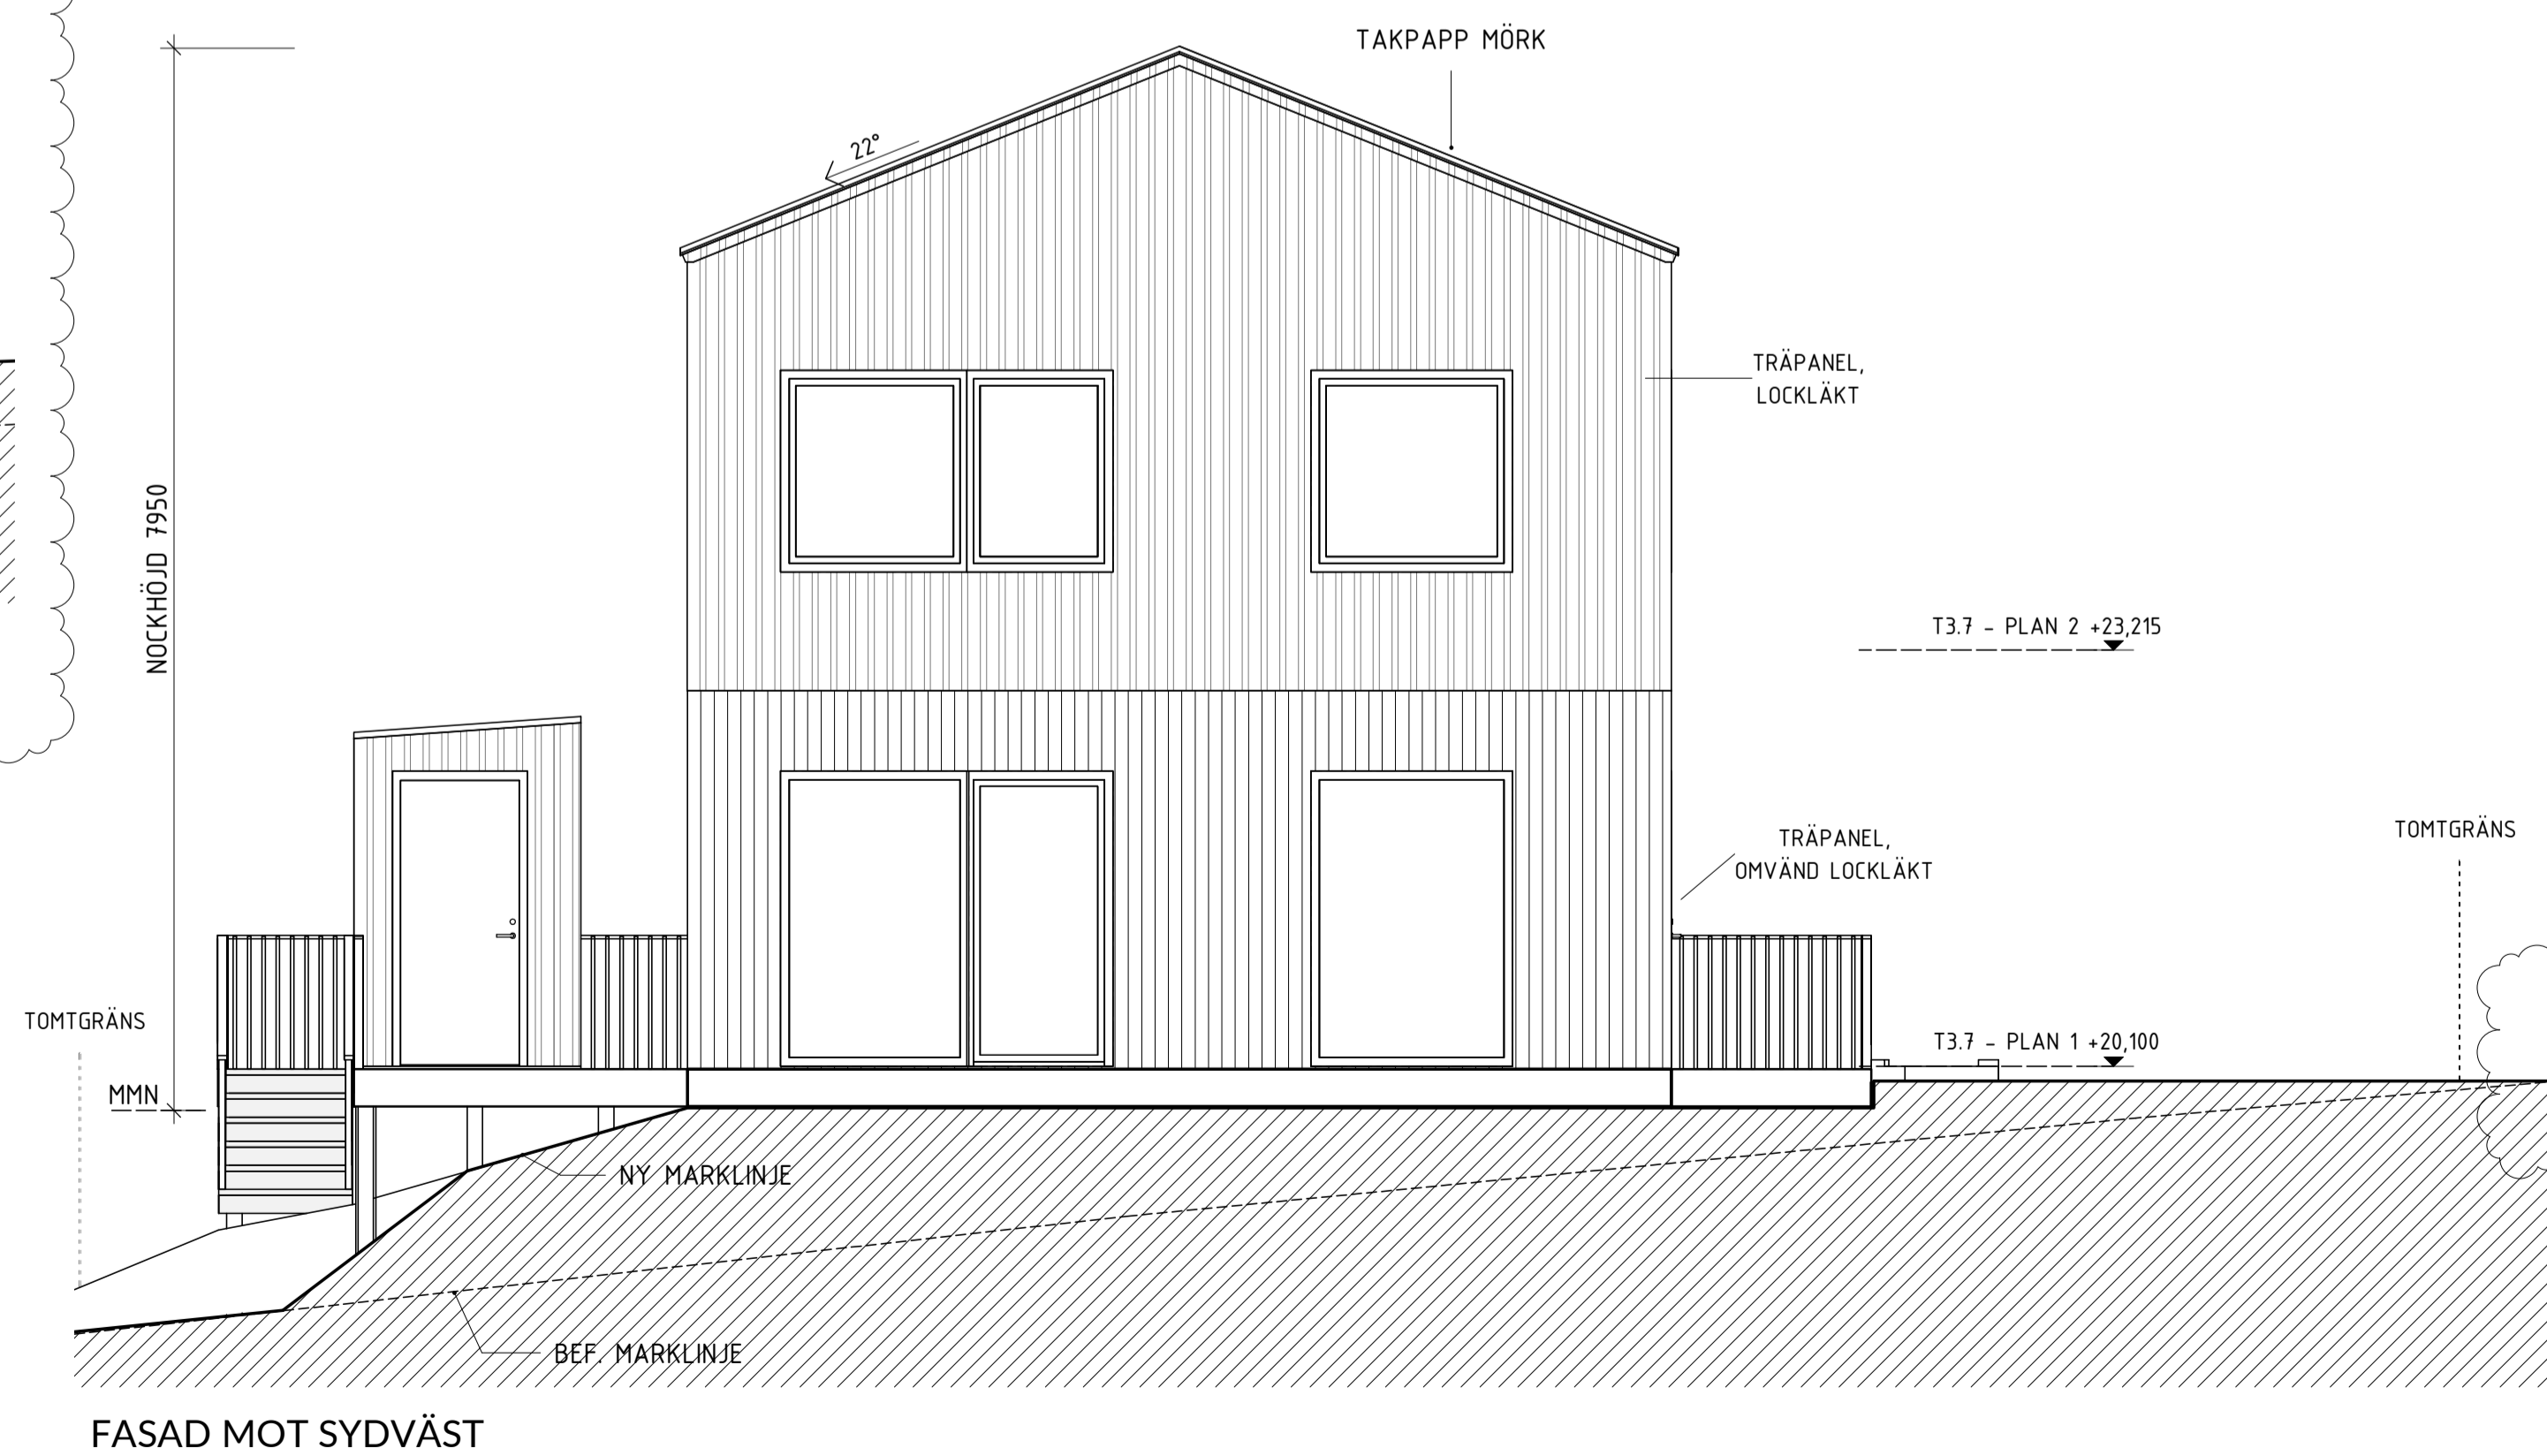 TAKPAPP MÖRK
22°
TRÄPANEL,
LOCKLÄKT
NOCKHÖJD 7950
T3.7 - PLAN 2 +23,215
TRÄPANEL,
OMVÄND LOCKLÄKT
TOMTGRÄNS
TOMTGRÄNS
T3.7 - PLAN 1 +20,100
MMN
NY MARKLINJE
BEF. MARKLINJE
FASAD MOT SYDVÄST